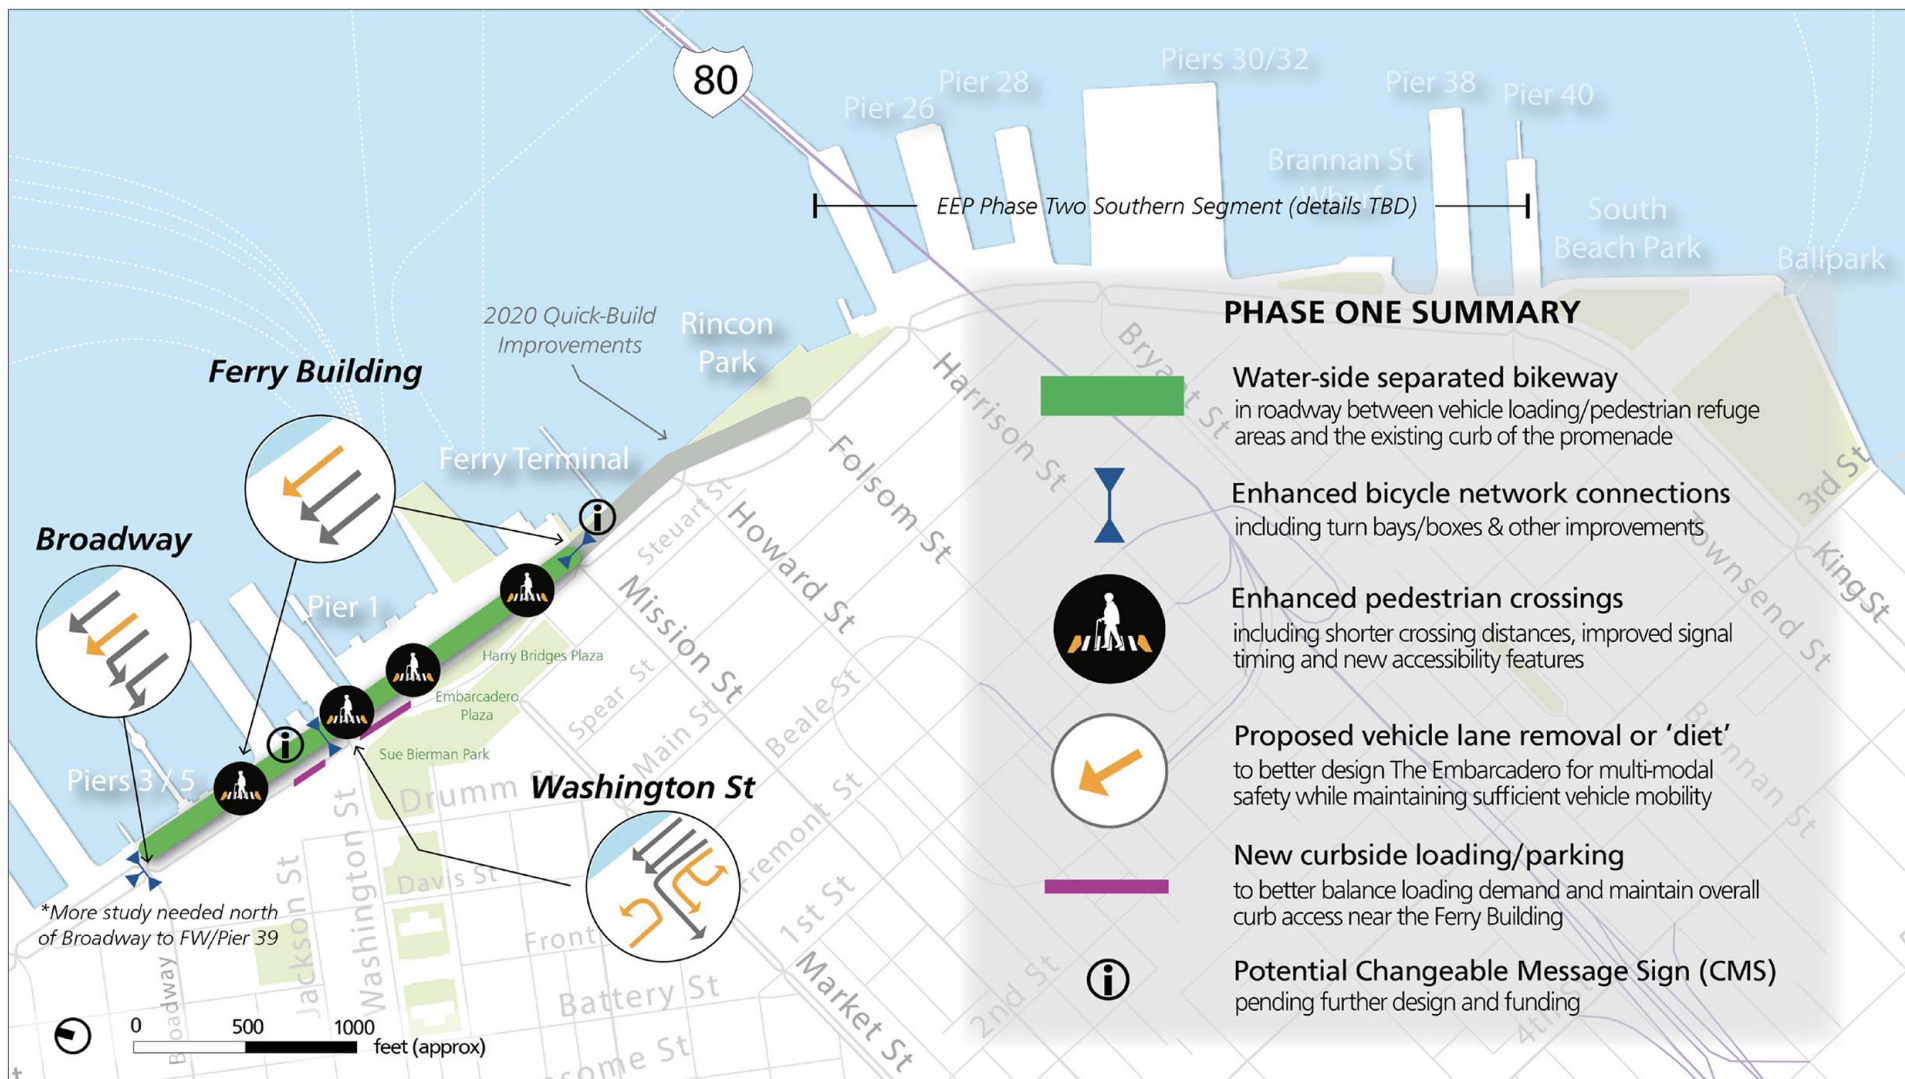 80
Pier 26
Pier 28
Piers 30/32
Pier 38
Pier 40
Brannan St
Wharf
EEP Phase Two Southern Segment (details TBD)
South
Beach Park
Ballpark
2020 Quick-Build
Improvements
Rincon
Park
Ferry Building
Ferry Terminal
Broadway
Pier 1
Piers 3 / 5
Harry Bridges Plaza
Embarcadero
Plaza
Sue Bierman Park
Washington St
*More study needed north
of Broadway to FW/Pier 39
0 500 1000
feet (approx)
Steuart St
Howard St
Folsom St
Harrison St
Bryant St
Mission St
Spear St
Main St
Beale St
Fremont St
1st St
2nd St
Market St
Drumm
Davis St
Front
Battery St
some St
Jackson St
Washington St
Broadway
3rd St
King St
Townsend St
Brannan St
4th St
PHASE ONE SUMMARY
Water-side separated bikeway
in roadway between vehicle loading/pedestrian refuge
areas and the existing curb of the promenade
Enhanced bicycle network connections
including turn bays/boxes & other improvements
Enhanced pedestrian crossings
including shorter crossing distances, improved signal
timing and new accessibility features
Proposed vehicle lane removal or ‘diet’
to better design The Embarcadero for multi-modal
safety while maintaining sufficient vehicle mobility
New curbside loading/parking
to better balance loading demand and maintain overall
curb access near the Ferry Building
Potential Changeable Message Sign (CMS)
pending further design and funding